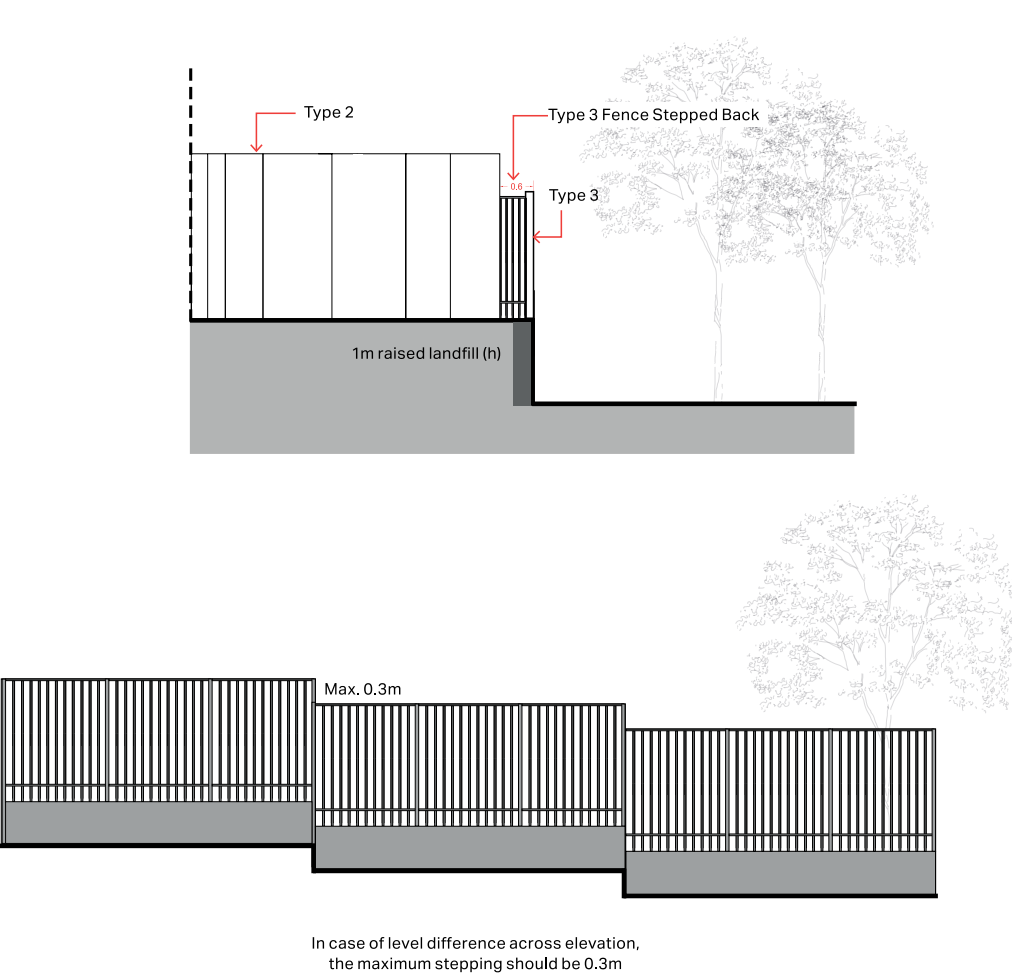 Type 2
Type 3 Fence Stepped Back
0.6
Type 3
1m raised landfill (h)
Max. 0.3m
In case of level difference across elevation,
the maximum stepping should be 0.3m